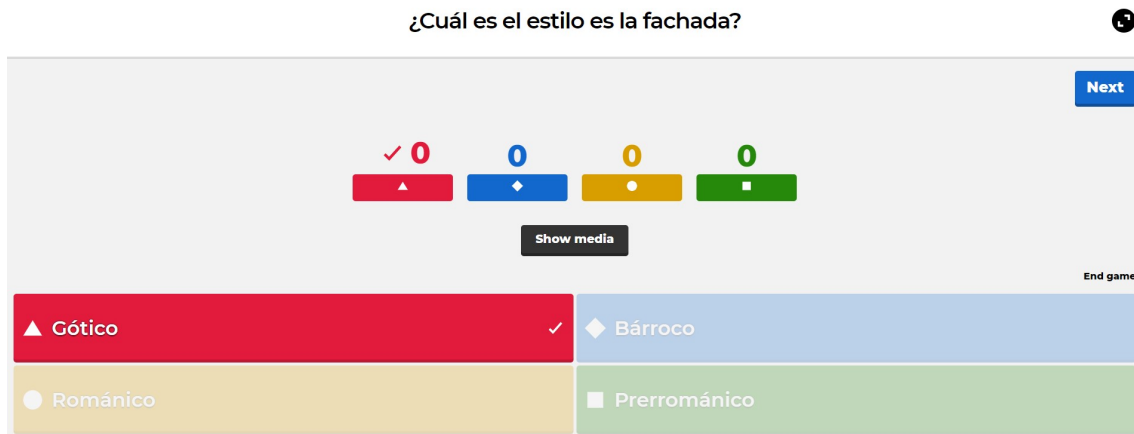 ¿Cuál es el estilo es la fachada?
Next
0 0 0 0
Show media
End game
Gótico
Bárroco
Románico
Prerrománico